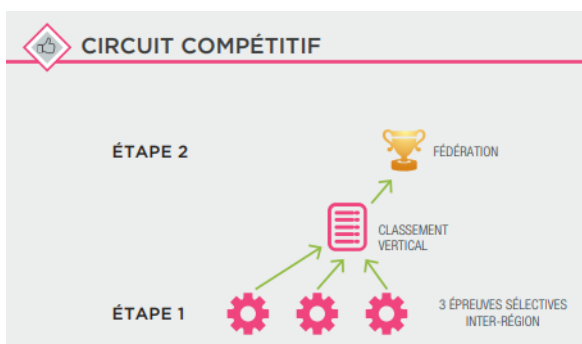 CIRCUIT COMPÉTITIF
ÉTAPE 2
FÉDÉRATION
CLASSEMENT
VERTICAL
ÉTAPE 1
3 ÉPREUVES SÉLECTIVES
INTER-RÉGION